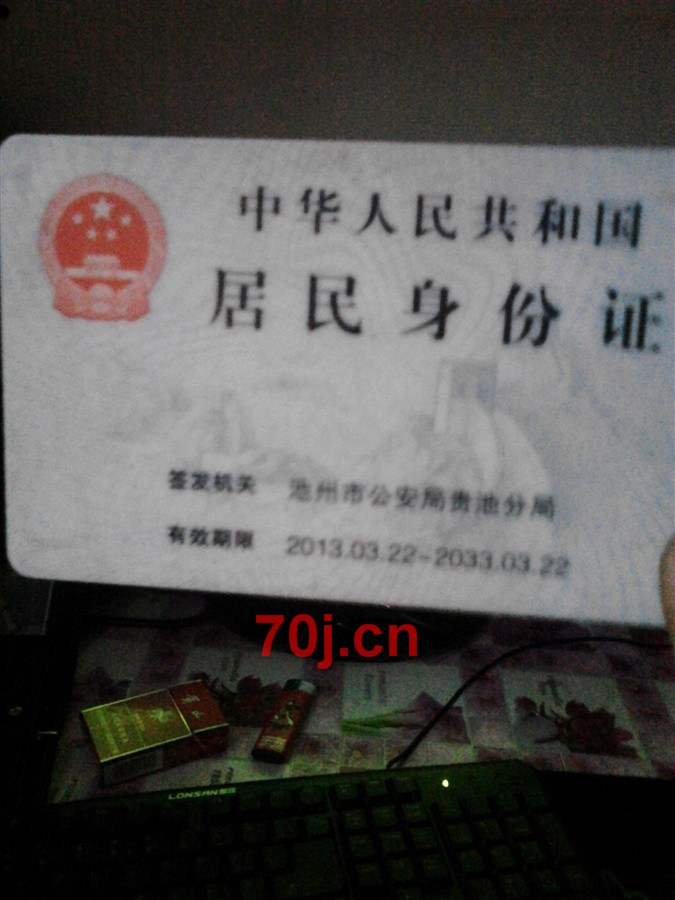 中华人民共和国
居民身份证
签发机关 池州市公安局贵池分局
有效期限 2013.03.22-2033.03.22
70j.cn
LONSAN